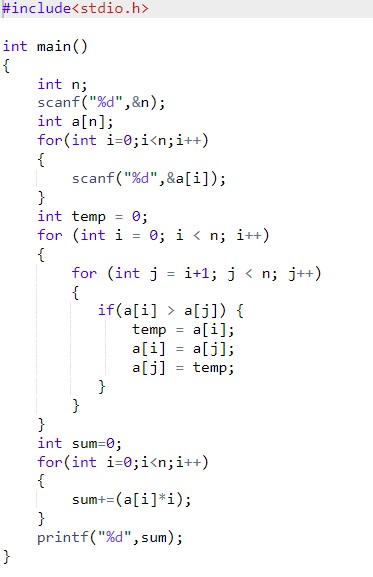 #include<stdio.h>
int main()
{
int n;
scanf("%d",&n);
int a[n];
for(int i=0;i<n;i++)
{
scanf("%d",&a[i]);
}
int temp = 0;
for (int i = 0; i < n; i++)
{
for (int j = i+1; j < n; j++)
{
if(a[i] > a[j]) {
temp = a[i];
a[i] = a[j];
a[j] = temp;
}
}
}
int sum=0;
for(int i=0;i<n;i++)
{
sum+=(a[i]*i);
}
printf("%d",sum);
}